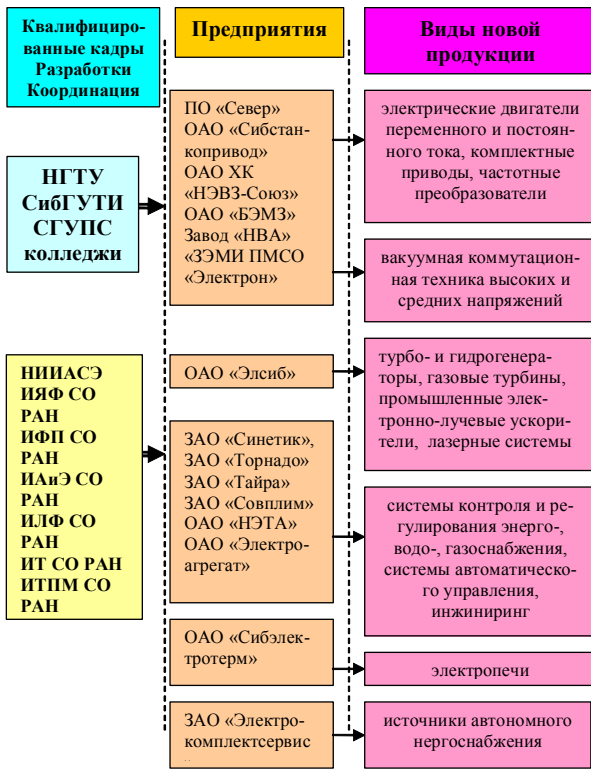 Квалифициро-
ванные кадры
Разработки
Координация
НГТУ
СибГУТИ
СГУПС
колледжи
НИИАСЭ
ИЯФ СО
РАН
ИФП СО
РАН
ИАиЭ СО
РАН
ИЛФ СО
РАН
ИТ СО РАН
ИТПМ СО
РАН
Предприятия
ПО «Север»
ОАО «Сибстан-
копривод»
ОАО ХК
«НЭВЗ-Союз»
ОАО «БЭМЗ»
Завод «НВА»
«ЗЭМИ ПМСО
«Электрон»
ОАО «Элсиб»
ЗАО «Синетик»,
ЗАО «Торнадо»
ЗАО «Тайра»
ЗАО «Совплим»
ОАО «НЭТА»
ОАО «Электро-
агрегат»
ОАО «Сибэлек-
тротерм»
ЗАО «Электро-
комплектсервис
Виды новой
продукции
электрические двигатели
переменного и постоян-
ного тока, комплектные
приводы, частотные
преобразователи
вакуумная коммутацион-
ная техника высоких и
средних напряжений
турбо- и гидрогенера-
торы, газовые турбины,
промышленные элек-
тронно-лучевые ускори-
тели, лазерные системы
системы контроля и ре-
гулирования энерго-,
водо-, газоснабжения,
системы автоматическо-
го управления,
инжиниринг
электропечи
источники автономного
нергоснабжения